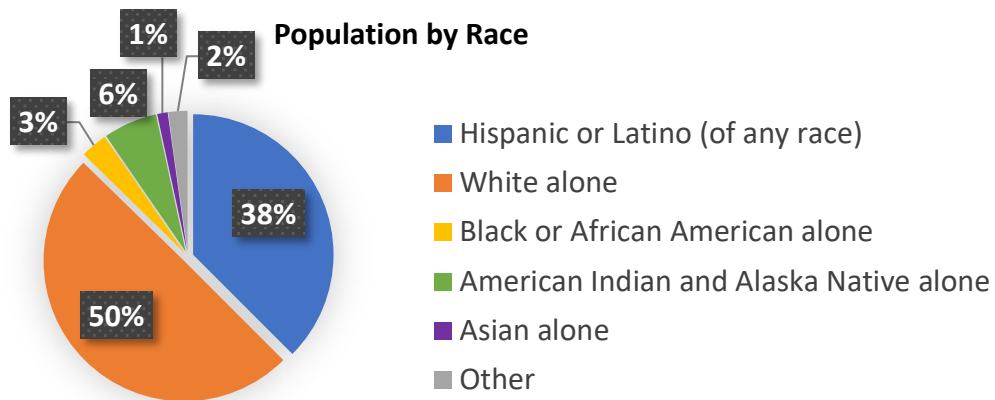 Population by Race
1%
2%
6%
3%
38%
50%
Hispanic or Latino (of any race)
White alone
Black or African American alone
American Indian and Alaska Native alone
Asian alone
Other